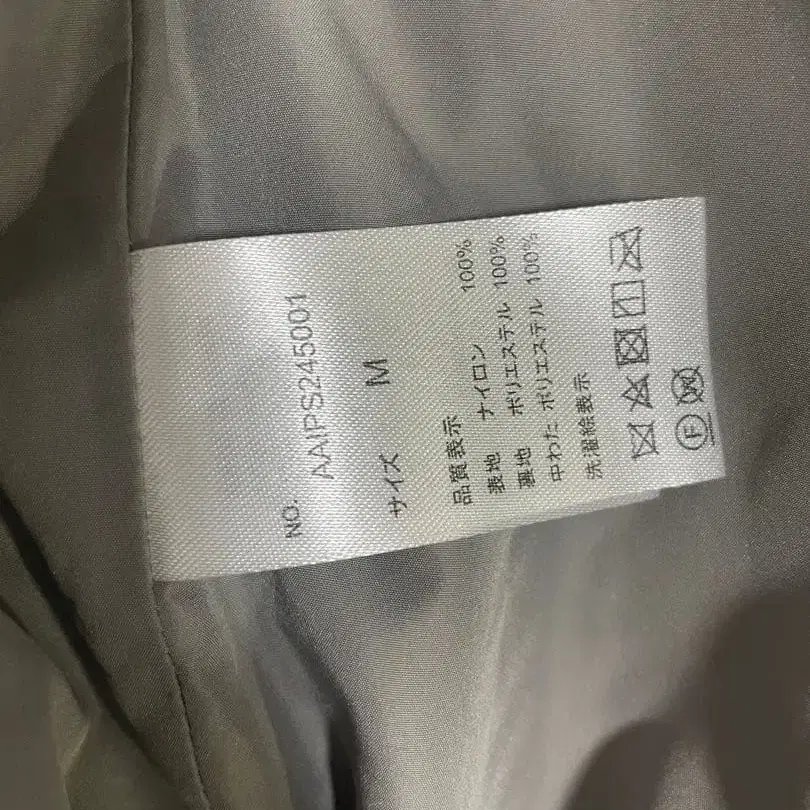 NO.
AAIPS245001
サイズ M
品質表示
表地 ナイロン 100%
裏地 ポリエステル 100%
中わた ポリエステル 100%
洗濯絵表示
F W